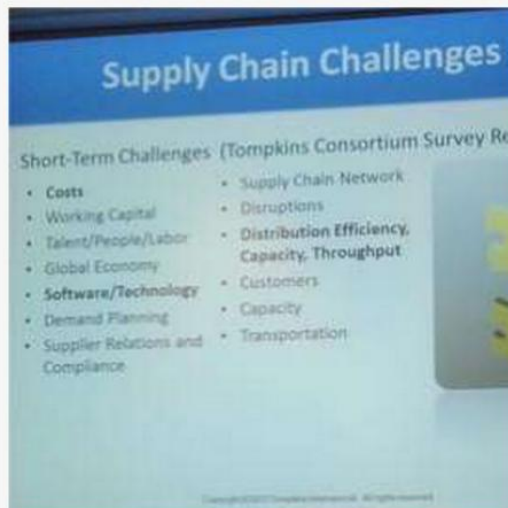 Supply Chain Challenges
Short-Term Challenges (Tompkins Consortium Survey Re
• Costs
• Working Capital
• Talent/People/Labor
• Global Economy
• Software/Technology
• Demand Planning
• Supplier Relations and
Compliance
• Supply Chain Network
• Disruptions
• Distribution Efficiency,
Capacity, Throughput
• Customers
• Capacity
• Transportation